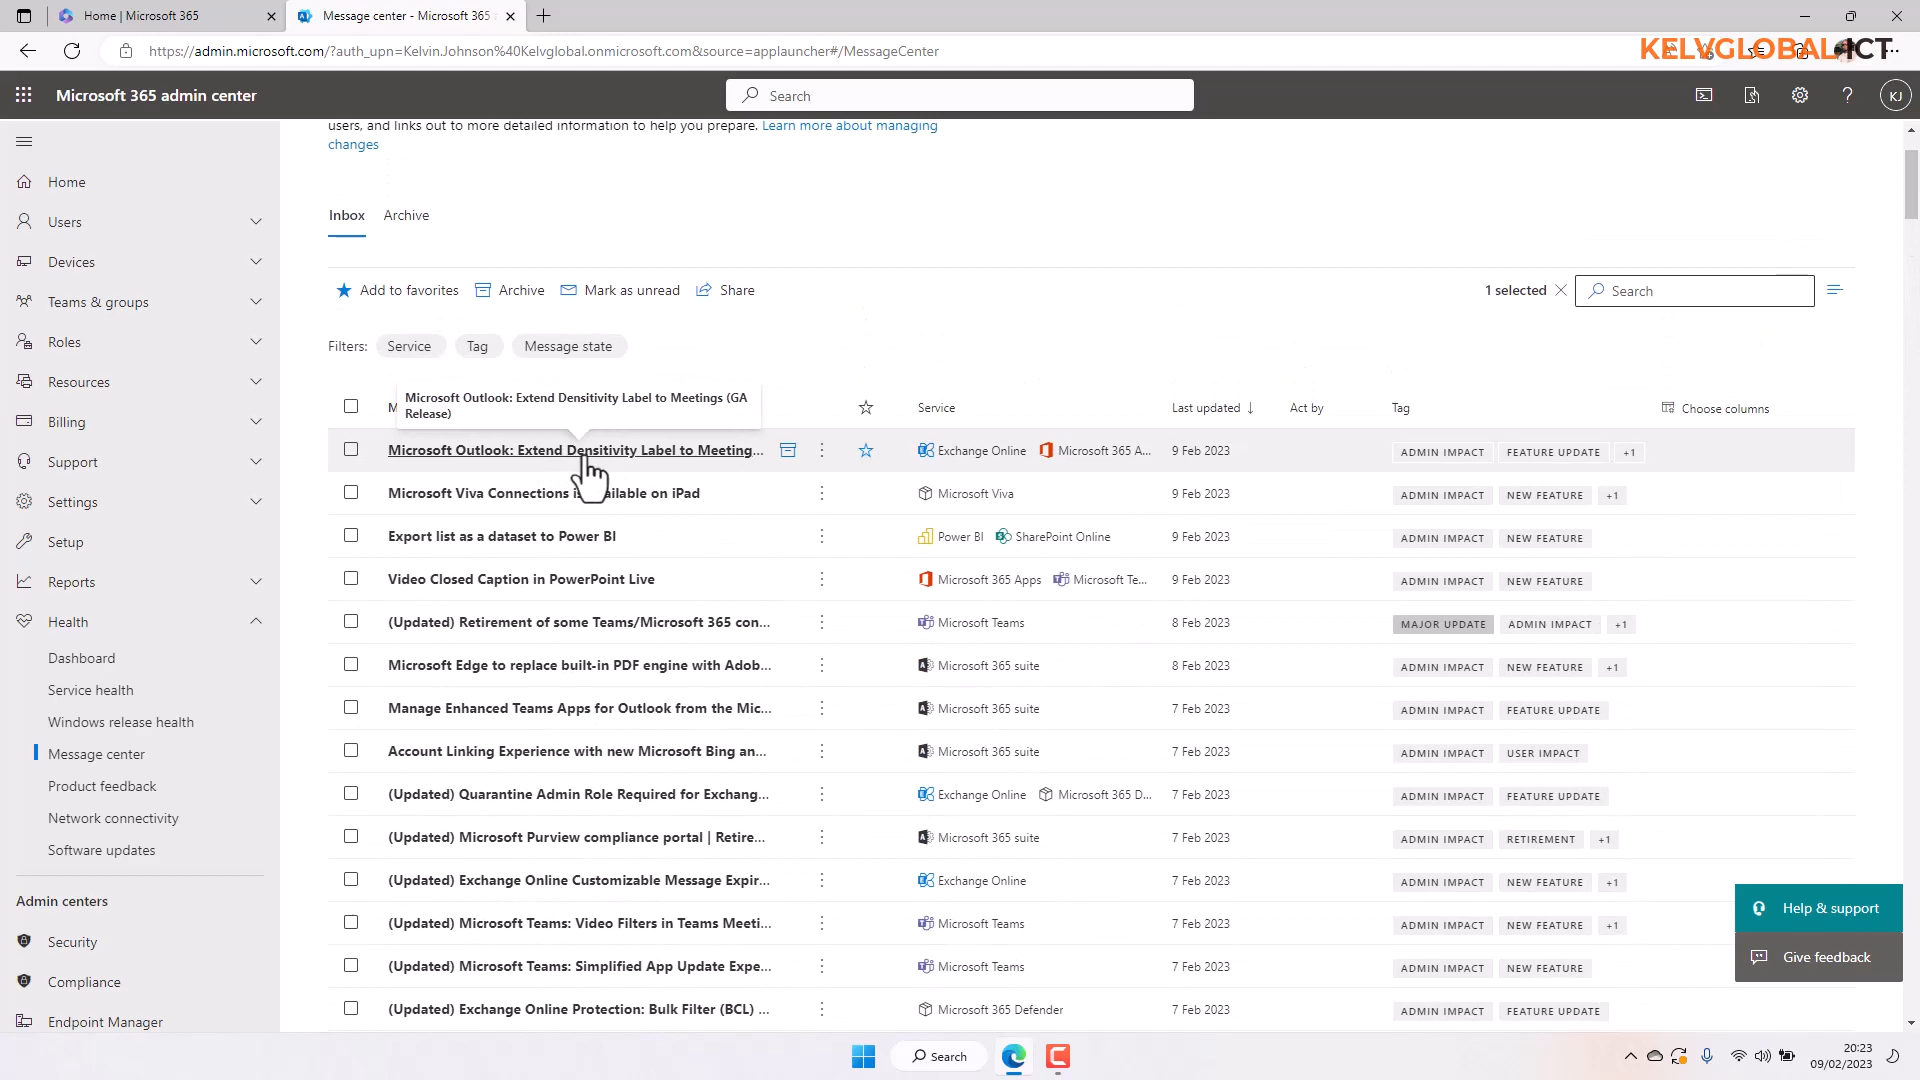 Home | Microsoft 365
Message center - Microsoft 365
https://admin.microsoft.com/?auth_upn=Kelvin.Johnson%40Kelvglobal.onmicrosoft.com&source=applauncher#/MessageCenter
KELVGLOBAL ICT
Microsoft 365 admin center
Search
KJ
users, and links out to more detailed information to help you prepare. Learn more about managing
changes
Home
Users
Devices
Teams & groups
Roles
Resources
Billing
Support
Settings
Setup
Reports
Health
Dashboard
Service health
Windows release health
Message center
Product feedback
Network connectivity
Software updates
Admin centers
Security
Compliance
Endpoint Manager
Inbox Archive
Add to favorites Archive Mark as unread Share 1 selected Search
Filters: Service Tag Message state
Microsoft Outlook: Extend Densitivity Label to Meetings (GA
Release)
Service Last updated ↓ Act by Tag Choose columns
Microsoft Outlook: Extend Densitivity Label to Meeting... Exchange Online Microsoft 365 A... 9 Feb 2023 ADMIN IMPACT FEATURE UPDATE +1
Microsoft Viva Connections is available on iPad Microsoft Viva 9 Feb 2023 ADMIN IMPACT NEW FEATURE +1
Export list as a dataset to Power BI Power BI SharePoint Online 9 Feb 2023 ADMIN IMPACT NEW FEATURE
Video Closed Caption in PowerPoint Live Microsoft 365 Apps Microsoft Te... 9 Feb 2023 ADMIN IMPACT NEW FEATURE
(Updated) Retirement of some Teams/Microsoft 365 con... Microsoft Teams 8 Feb 2023 MAJOR UPDATE ADMIN IMPACT +1
Microsoft Edge to replace built-in PDF engine with Adob... Microsoft 365 suite 8 Feb 2023 ADMIN IMPACT NEW FEATURE +1
Manage Enhanced Teams Apps for Outlook from the Mic... Microsoft 365 suite 7 Feb 2023 ADMIN IMPACT FEATURE UPDATE
Account Linking Experience with new Microsoft Bing an... Microsoft 365 suite 7 Feb 2023 ADMIN IMPACT USER IMPACT
(Updated) Quarantine Admin Role Required for Exchang... Exchange Online Microsoft 365 D... 7 Feb 2023 ADMIN IMPACT FEATURE UPDATE
(Updated) Microsoft Purview compliance portal | Retire... Microsoft 365 suite 7 Feb 2023 ADMIN IMPACT RETIREMENT +1
(Updated) Exchange Online Customizable Message Expir... Exchange Online 7 Feb 2023 ADMIN IMPACT NEW FEATURE +1
(Updated) Microsoft Teams: Video Filters in Teams Meeti... Microsoft Teams 7 Feb 2023 ADMIN IMPACT NEW FEATURE +1
(Updated) Microsoft Teams: Simplified App Update Expe... Microsoft Teams 7 Feb 2023 ADMIN IMPACT NEW FEATURE
(Updated) Exchange Online Protection: Bulk Filter (BCL) ... Microsoft 365 Defender 7 Feb 2023 ADMIN IMPACT FEATURE UPDATE
Help & support
Give feedback
Search
20:23
09/02/2023